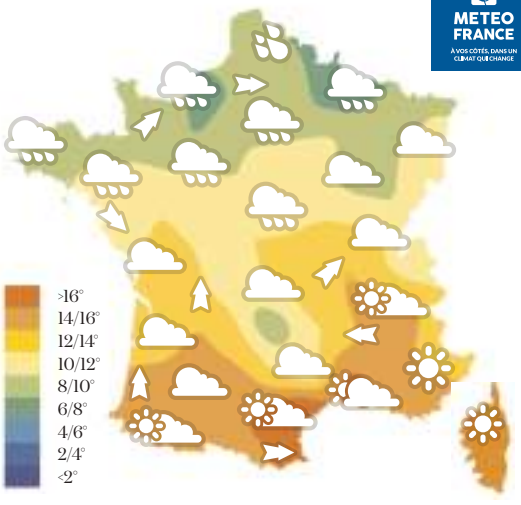 METEO
FRANCE
À VOS CÔTÉS, DANS UN
CLIMAT QUI CHANGE
>16°
14/16°
12/14°
10/12°
8/10°
6/8°
4/6°
2/4°
<2°